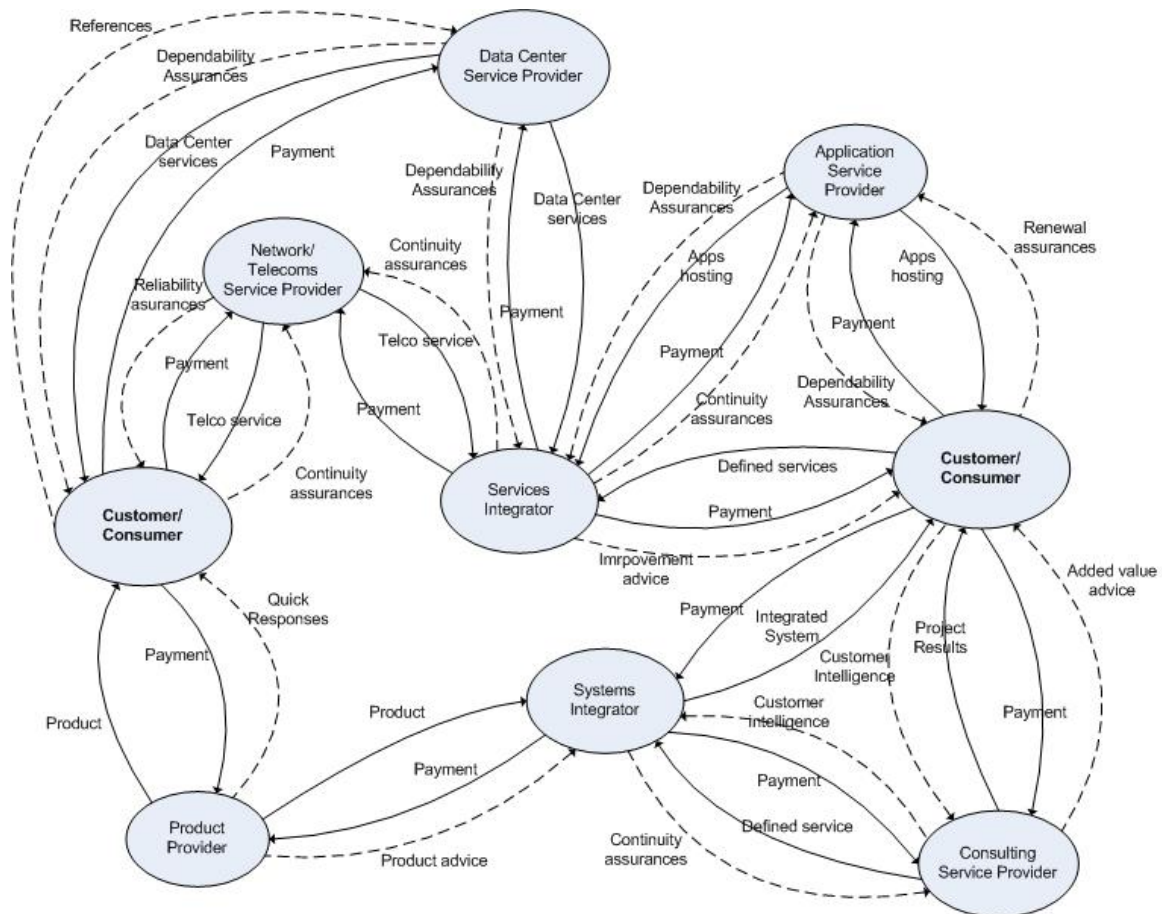 References
Dependability
Assurances
Data Center
Service Provider
Data Center
services
Payment
Dependability
Assurances
Data Center
services
Dependability
Assurances
Application
Service
Provider
Renewal
assurances
Network/
Telecoms
Service Provider
Continuity
assurances
Apps
hosting
Apps
hosting
Reliability
asurances
Payment
Telco service
Payment
Payment
Payment
Telco service
Payment
Continuity
assurances
Dependability
Assurances
Continuity
assurances
Customer/
Consumer
Services
Integrator
Defined services
Payment
Customer/
Consumer
Imrpovement
advice
Quick
Responses
Payment
Product
Payment
Integrated
System
Customer
Intelligence
Project
Results
Added value
advice
Systems
Integrator
Product
Payment
Customer
intelligence
Payment
Payment
Product
Provider
Product advice
Continuity
assurances
Defined service
Consulting
Service Provider